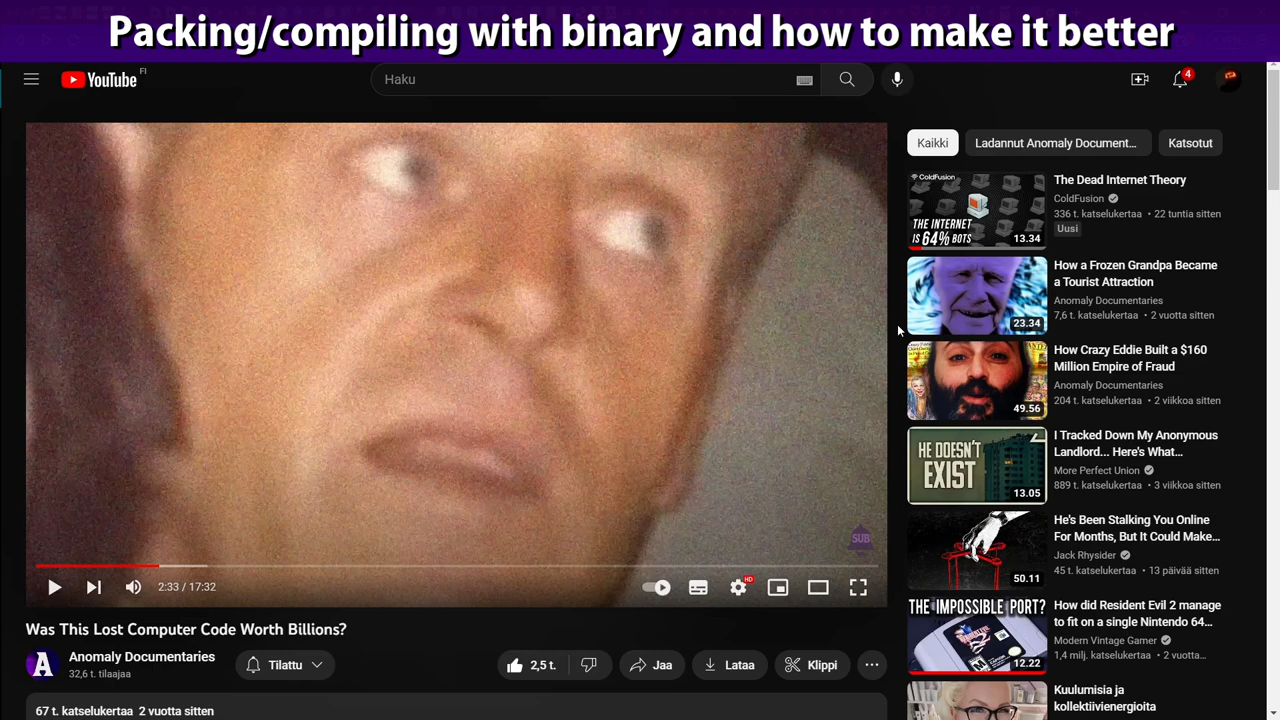 Packing/compiling with binary and how to make it better
YouTube FI
Haku
4
Kaikki
Ladannut Anomaly Document...
Katsotut
ColdFusion
THE INTERNET
IS 64% BOTS
13.34
The Dead Internet Theory
ColdFusion
336 t. katselukertaa • 22 tuntia sitten
Uusi
23.34
How a Frozen Grandpa Became
a Tourist Attraction
Anomaly Documentaries
7,6 t. katselukertaa • 2 vuotta sitten
49.56
How Crazy Eddie Built a $160
Million Empire of Fraud
Anomaly Documentaries
204 t. katselukertaa • 2 viikkoa sitten
HE DOESN'T
EXIST
13.05
I Tracked Down My Anonymous
Landlord... Here's What...
More Perfect Union
889 t. katselukertaa • 3 viikkoa sitten
50.11
He's Been Stalking You Online
For Months, But It Could Make...
Jack Rhysider
45 t. katselukertaa • 13 päivää sitten
THE IMPOSSIBLE PORT?
12.22
How did Resident Evil 2 manage
to fit on a single Nintendo 64...
Modern Vintage Gamer
1,4 milj. katselukertaa • 2 vuotta...
Kuulumisia ja
kollektiivienergioita
SUB
2:33 / 17:32
HD
Was This Lost Computer Code Worth Billions?
A
Anomaly Documentaries
32,6 t. tilaajaa
Tilattu
2,5 t.
Jaa
Lataa
Klippi
67 t. katselukertaa 2 vuotta sitten